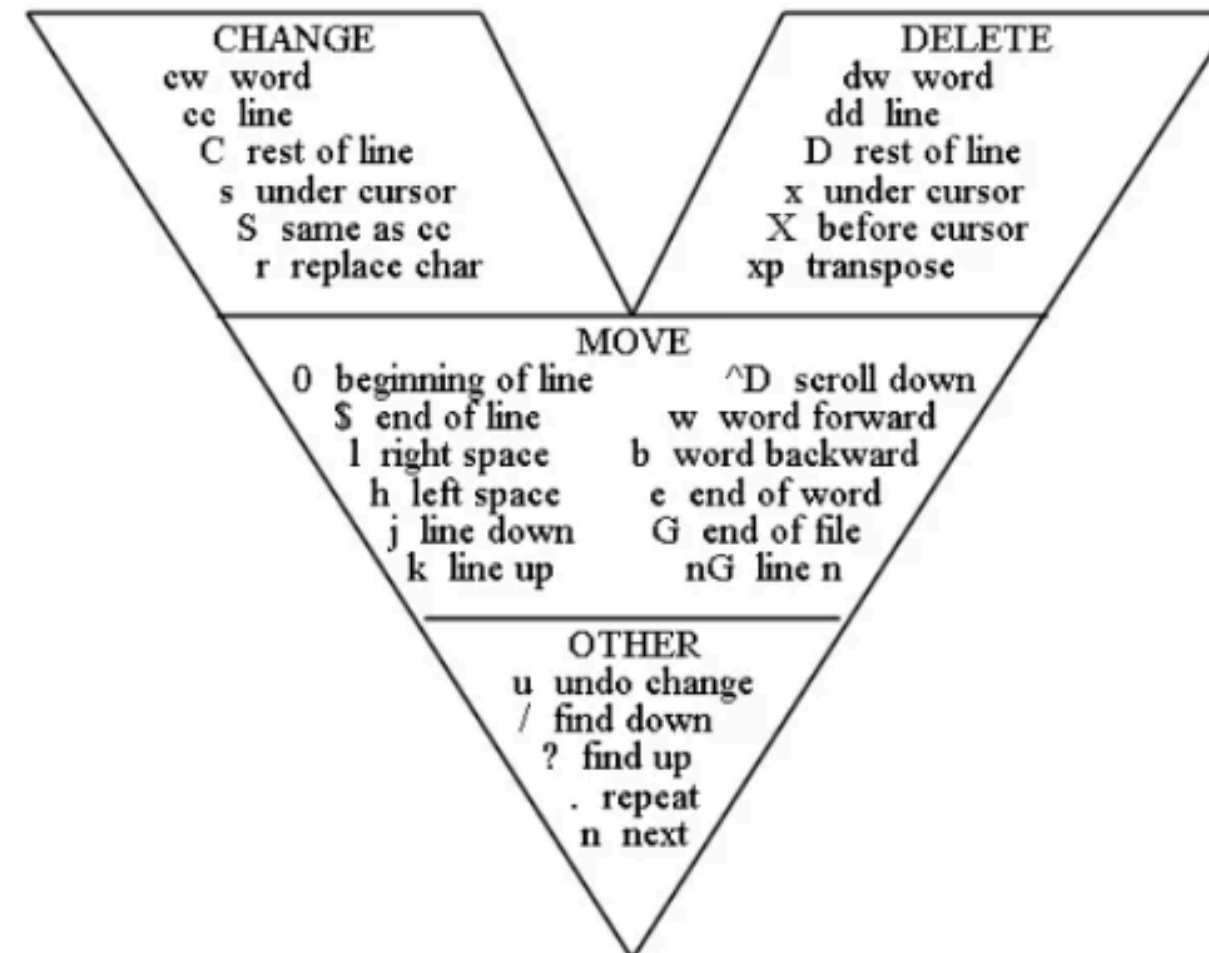 CHANGE
cw word
cc line
C rest of line
s under cursor
S same as cc
r replace char
DELETE
dw word
dd line
D rest of line
x under cursor
X before cursor
xp transpose
MOVE
0 beginning of line
$ end of line
l right space
h left space
j line down
k line up
^D scroll down
w word forward
b word backward
e end of word
G end of file
nG line n
OTHER
u undo change
/ find down
? find up
. repeat
n next